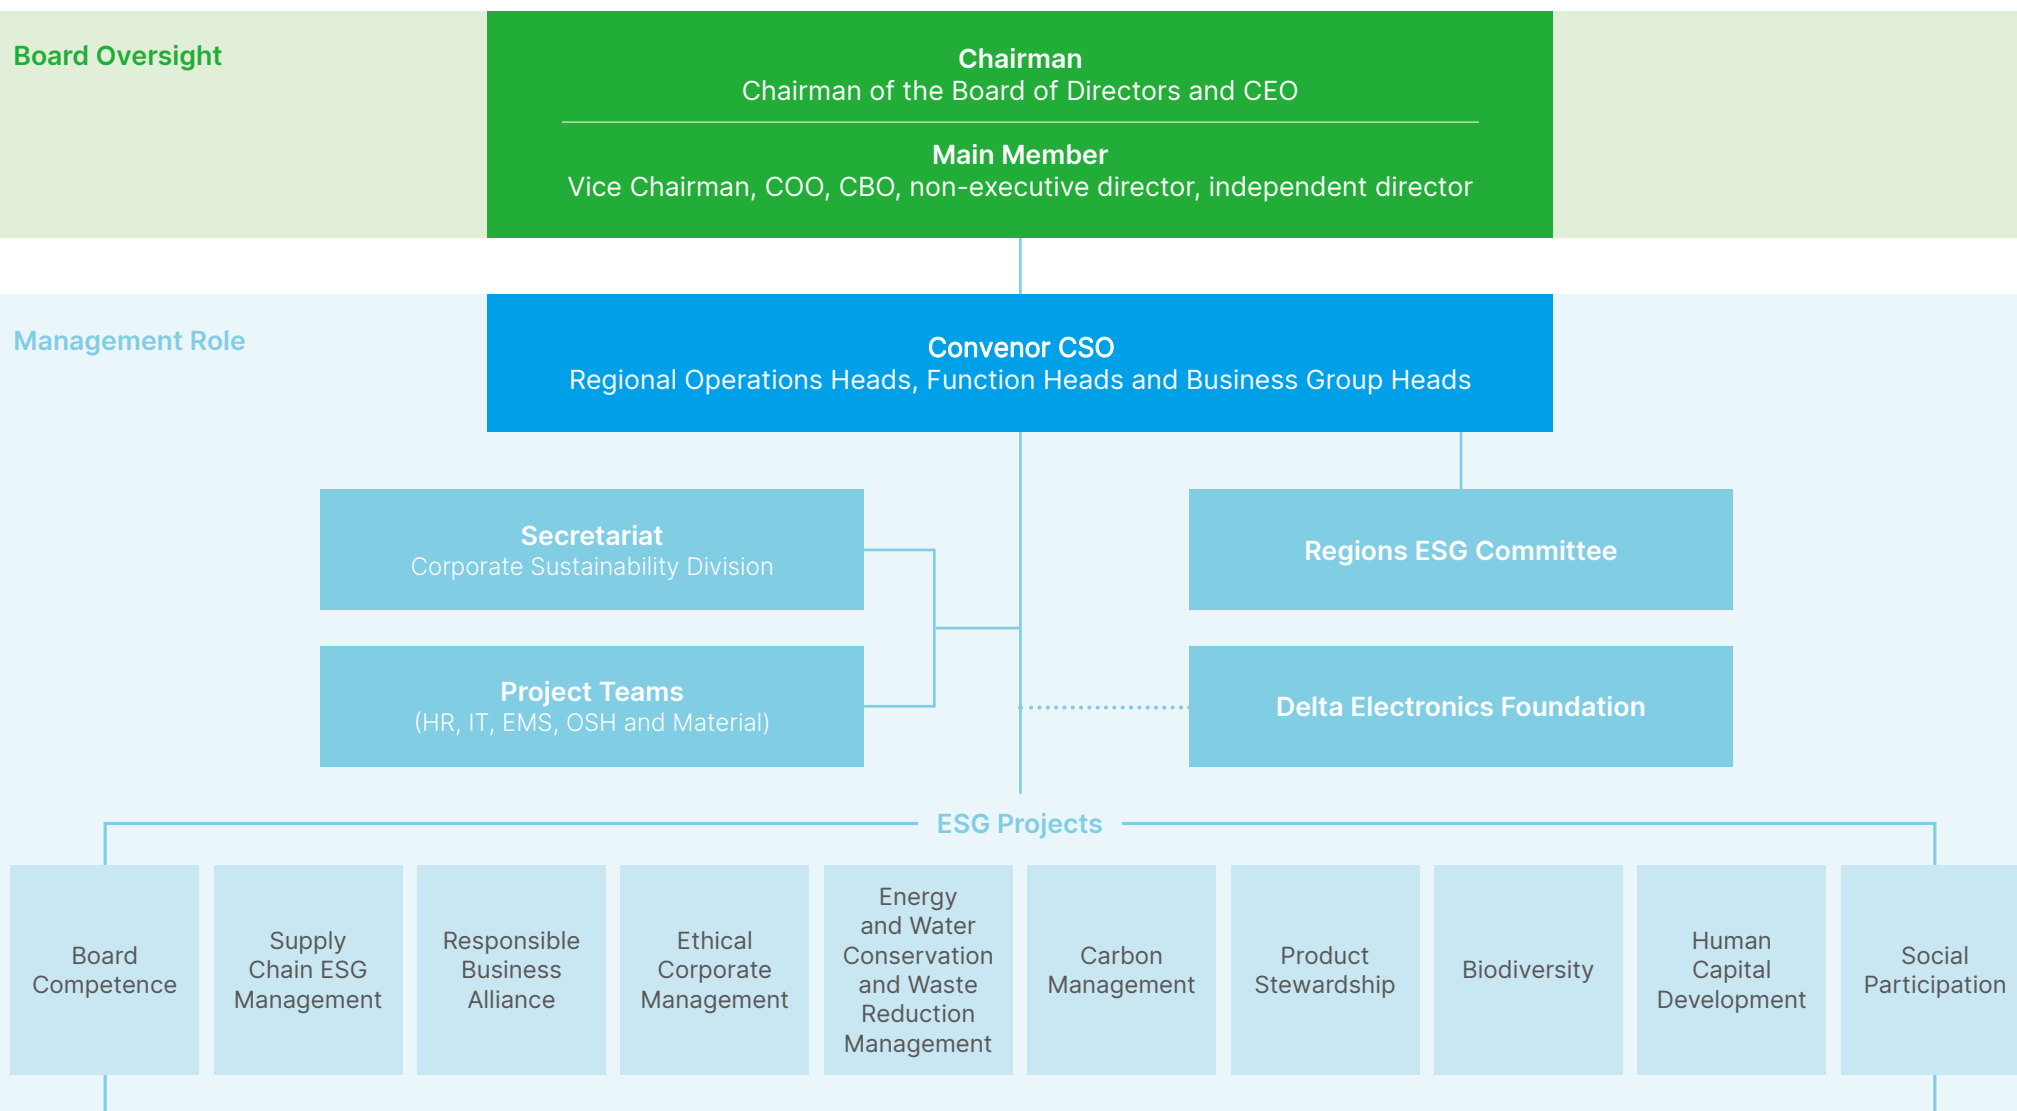 Board Oversight
Chairman
Chairman of the Board of Directors and CEO
Main Member
Vice Chairman, COO, CBO, non-executive director, independent director
Management Role
Convenor CSO
Regional Operations Heads, Function Heads and Business Group Heads
Secretariat
Corporate Sustainability Division
Regions ESG Committee
Project Teams
(HR, IT, EMS, OSH and Material)
Delta Electronics Foundation
ESG Projects
Board
Competence
Supply
Chain ESG
Management
Responsible
Business
Alliance
Ethical
Corporate
Management
Energy
and Water
Conservation
and Waste
Reduction
Management
Carbon
Management
Product
Stewardship
Biodiversity
Human
Capital
Development
Social
Participation